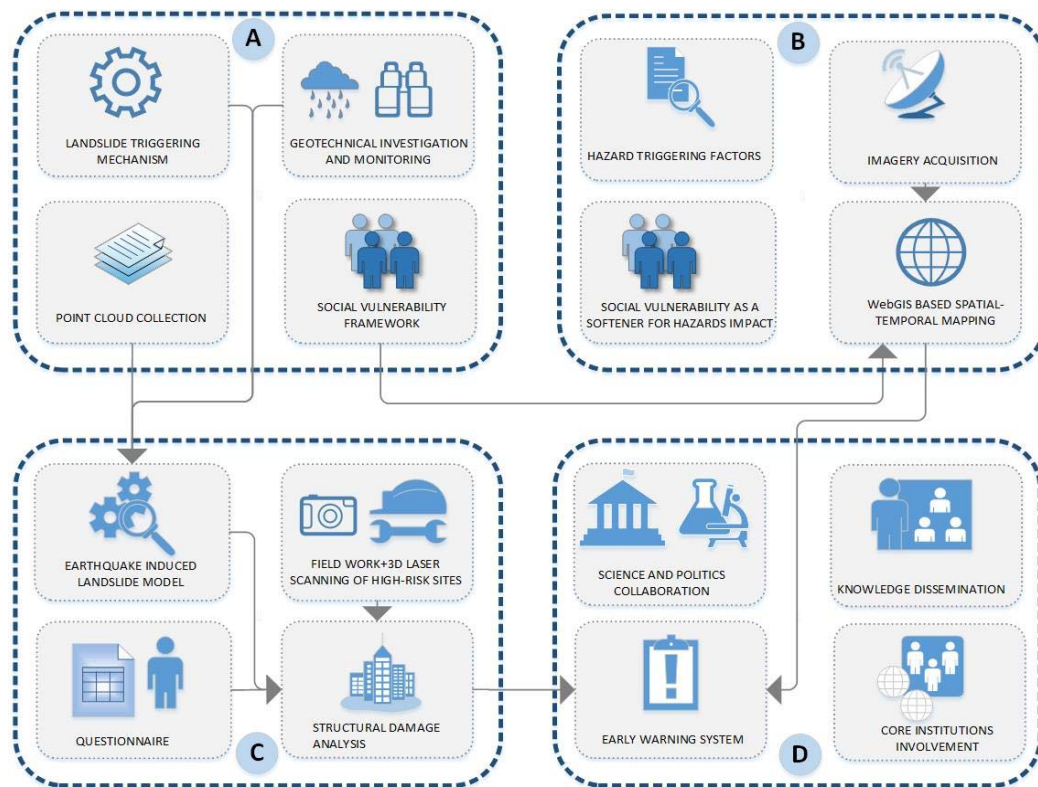 A
LANDSLIDE TRIGGERING
MECHANISM
GEOTECHNICAL INVESTIGATION
AND MONITORING
POINT CLOUD COLLECTION
SOCIAL VULNERABILITY
FRAMEWORK
B
HAZARD TRIGGERING FACTORS
IMAGERY ACQUISITION
SOCIAL VULNERABILITY AS A
SOFTENER FOR HAZARDS IMPACT
WebGIS BASED SPATIAL-
TEMPORAL MAPPING
EARTHQUAKE INDUCED
LANDSLIDE MODEL
FIELD WORK+3D LASER
SCANNING OF HIGH-RISK SITES
QUESTIONNAIRE
STRUCTURAL DAMAGE
ANALYSIS
C
SCIENCE AND POLITICS
COLLABORATION
KNOWLEDGE DISSEMINATION
EARLY WARNING SYSTEM
CORE INSTITUTIONS
INVOLVEMENT
D